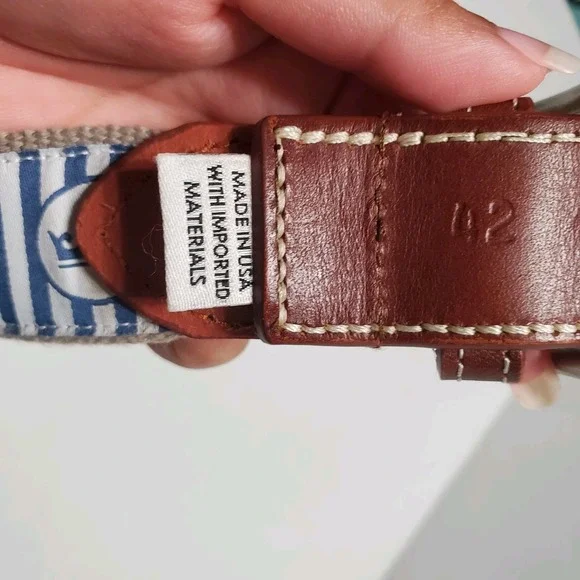 MADE IN USA
WITH IMPORTED
MATERIALS
42